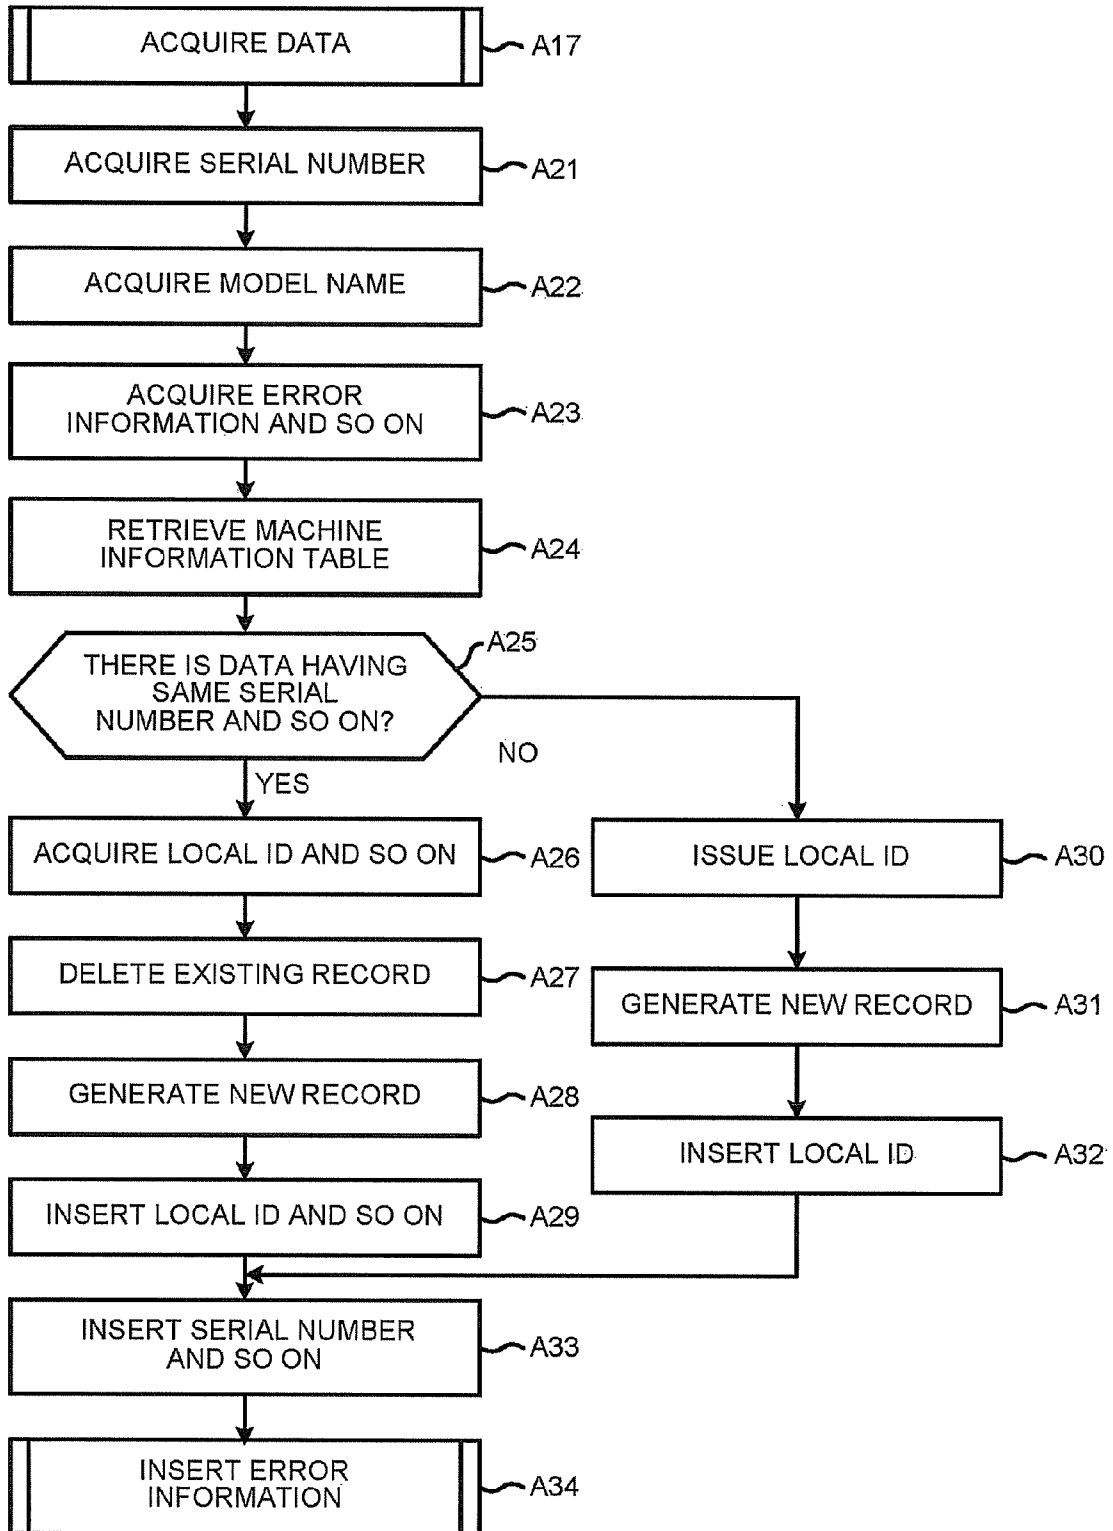 ACQUIRE DATA
A17
ACQUIRE SERIAL NUMBER
A21
ACQUIRE MODEL NAME
A22
ACQUIRE ERROR
INFORMATION AND SO ON
A23
RETRIEVE MACHINE
INFORMATION TABLE
A24
THERE IS DATA HAVING
SAME SERIAL
NUMBER AND SO ON?
A25
NO
YES
ACQUIRE LOCAL ID AND SO ON
A26
ISSUE LOCAL ID
A30
DELETE EXISTING RECORD
A27
GENERATE NEW RECORD
A31
GENERATE NEW RECORD
A28
INSERT LOCAL ID
A32
INSERT LOCAL ID AND SO ON
A29
INSERT SERIAL NUMBER
AND SO ON
A33
INSERT ERROR
INFORMATION
A34